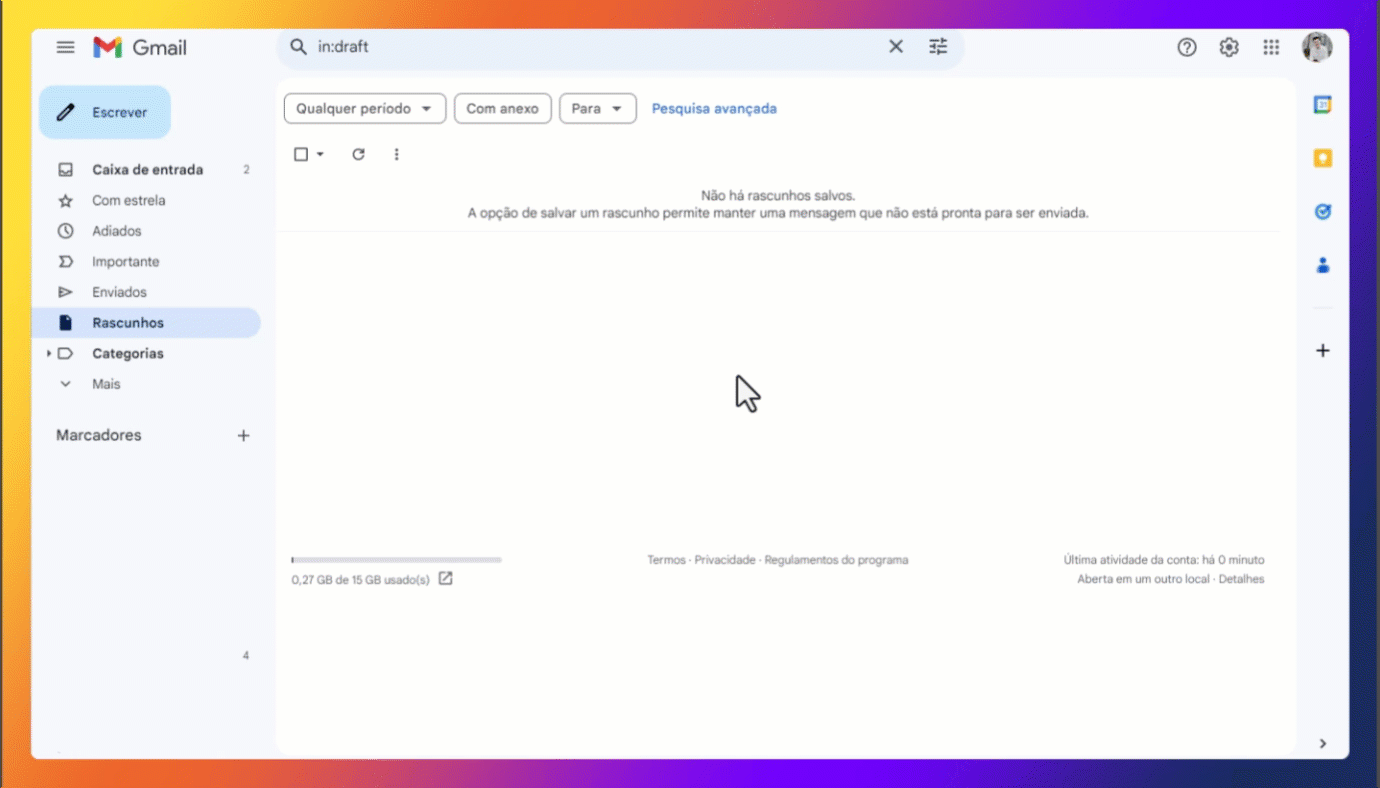 Gmail
in:draft
Escrever
Qualquer período
Com anexo
Para
Pesquisa avançada
Caixa de entrada 2
Com estrela
Adiados
Importante
Enviados
Rascunhos
Categorias
Mais
Marcadores
Não há rascunhos salvos.
A opção de salvar um rascunho permite manter uma mensagem que não está pronta para ser enviada.
0,27 GB de 15 GB usado(s)
Termos · Privacidade · Regulamentos do programa
Última atividade da conta: há 0 minuto
Aberta em um outro local · Detalhes
4
31